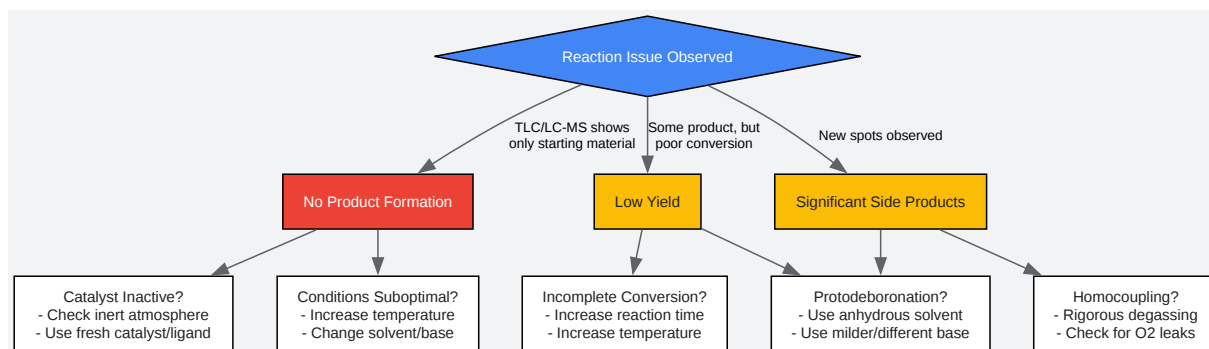 Reaction Issue Observed
TLC/LC-MS shows
only starting material
Some product, but
poor conversion
New spots observed
No Product Formation
Low Yield
Significant Side Products
Catalyst Inactive?
- Check inert atmosphere
- Use fresh catalyst/ligand
Conditions Suboptimal?
- Increase temperature
- Change solvent/base
Incomplete Conversion?
- Increase reaction time
- Increase temperature
Protodeboronation?
- Use anhydrous solvent
- Use milder/different base
Homocoupling?
- Rigorous degassing
- Check for O2 leaks